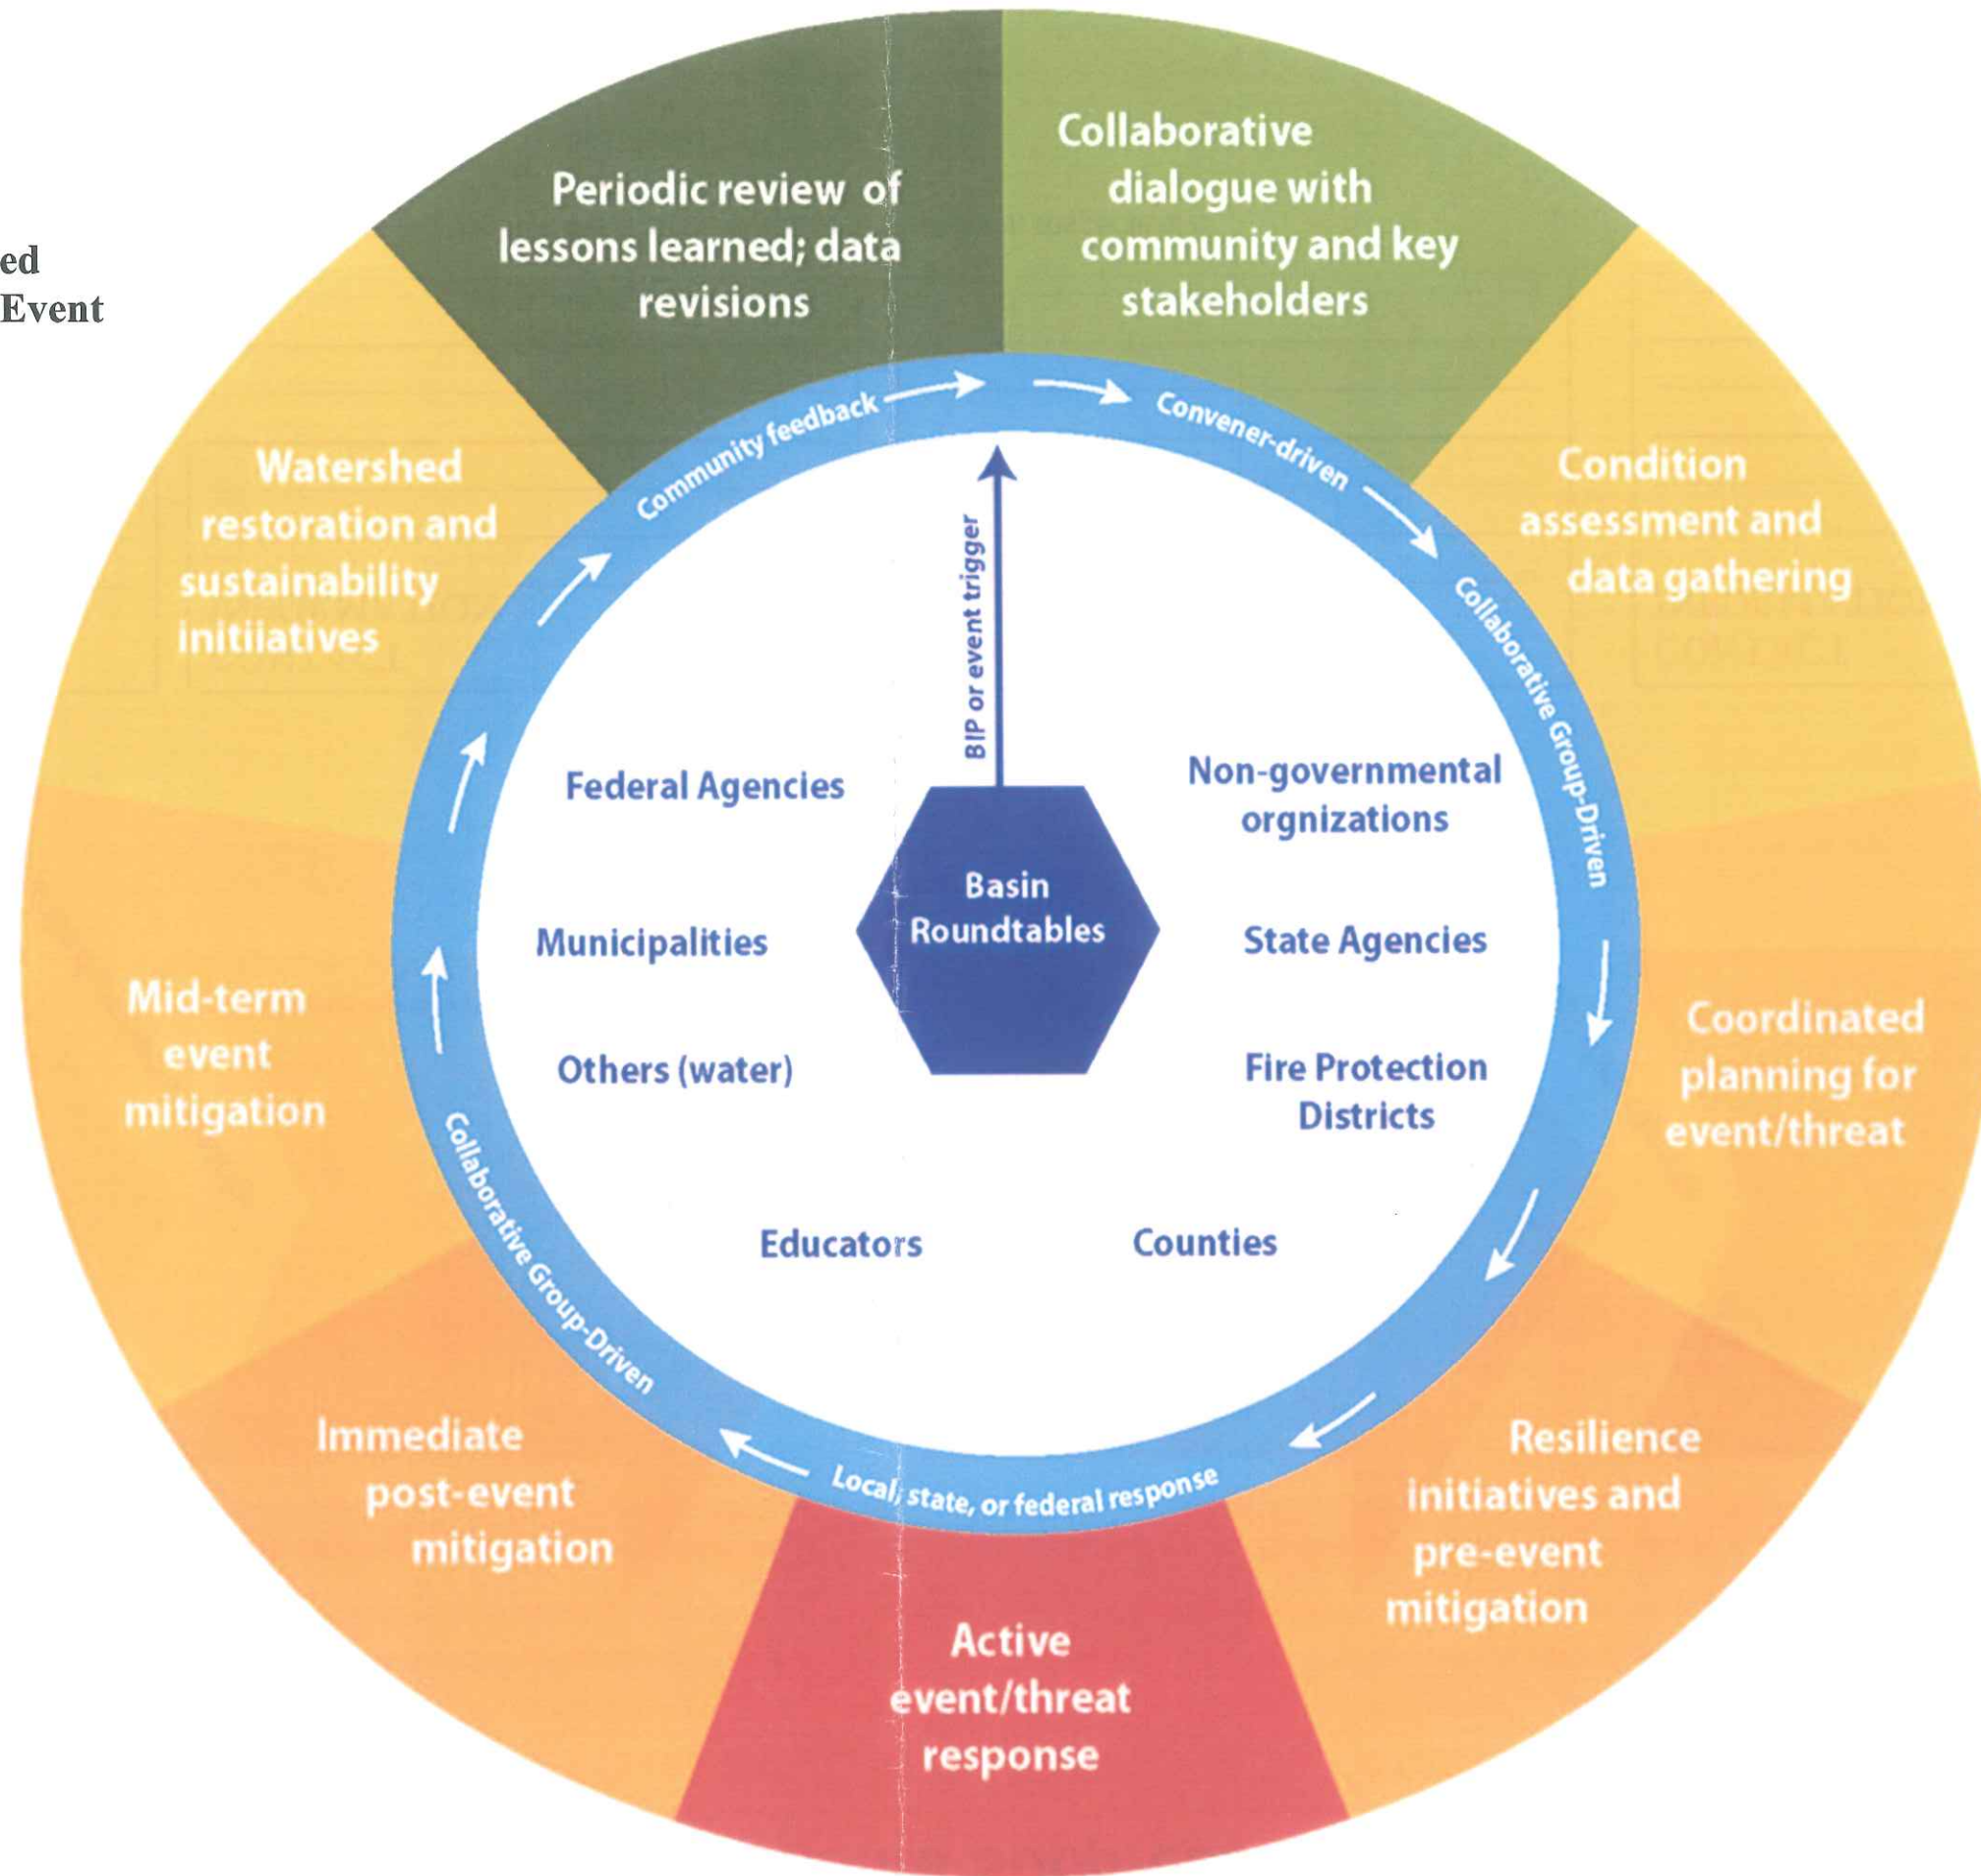 ed
Event
Periodic review of
lessons learned; data
revisions
Collaborative
dialogue with
community and key
stakeholders
Condition
assessment and
data gathering
Coordinated
planning for
event/threat
Resilience
initiatives and
pre-event
mitigation
Active
event/threat
response
Immediate
post-event
mitigation
Mid-term
event
mitigation
Watershed
restoration and
sustainability
initiiatives
Community feedback
Convener-driven
Collaborative Group-Driven
Local, state, or federal response
Collaborative Group-Driven
BIP or event trigger
Basin
Roundtables
Federal Agencies
Municipalities
Others (water)
Educators
Non-governmental
orgnizations
State Agencies
Fire Protection
Districts
Counties